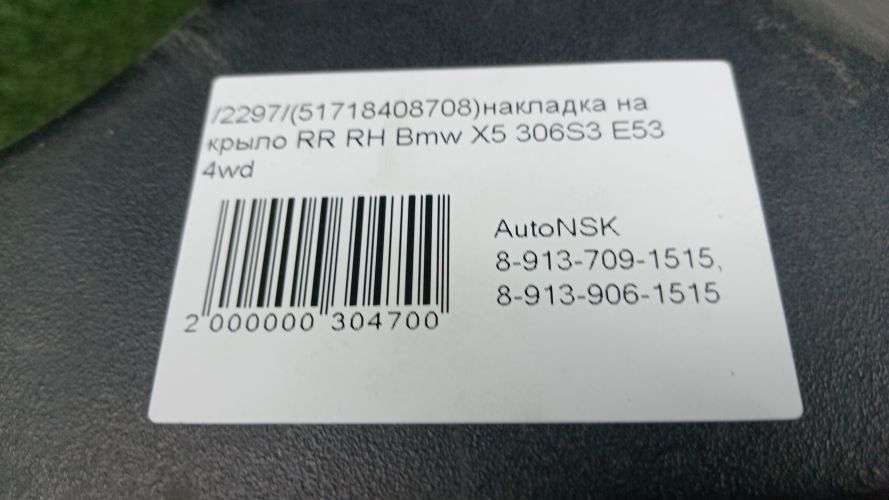 /2297/(51718408708)накладка на
крыло RR RH Bmw X5 306S3 E53
4wd
AutoNSK
8-913-709-1515,
8-913-906-1515
2 000000 304700